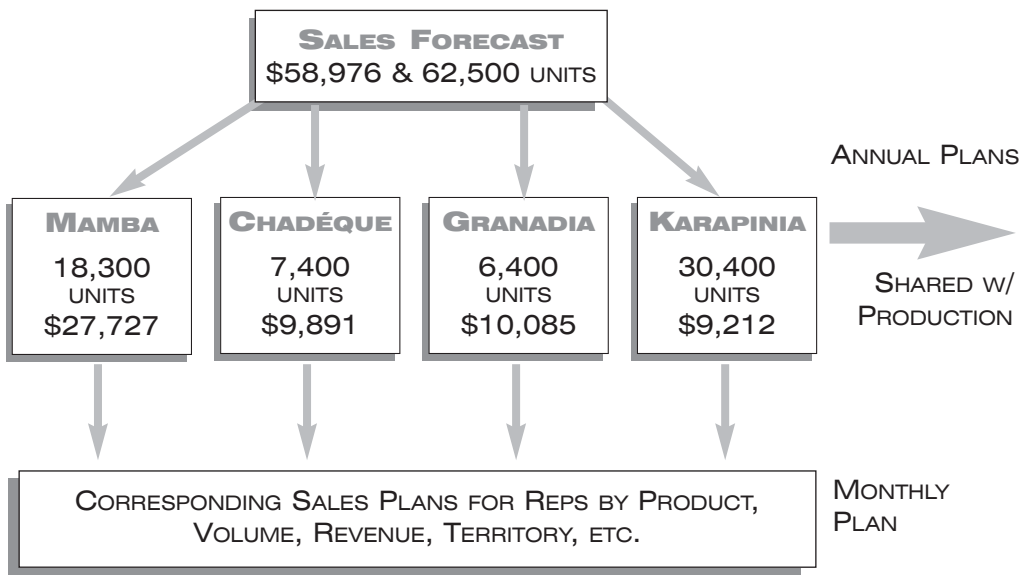 SALES FORECAST
$58,976 & 62,500 UNITS
ANNUAL PLANS
MAMBA
18,300
UNITS
$27,727
CHADÉQUE
7,400
UNITS
$9,891
GRANADIA
6,400
UNITS
$10,085
KARAPINIA
30,400
UNITS
$9,212
SHARED W/
PRODUCTION
CORRESPONDING SALES PLANS FOR REPS BY PRODUCT,
VOLUME, REVENUE, TERRITORY, ETC.
MONTHLY
PLAN